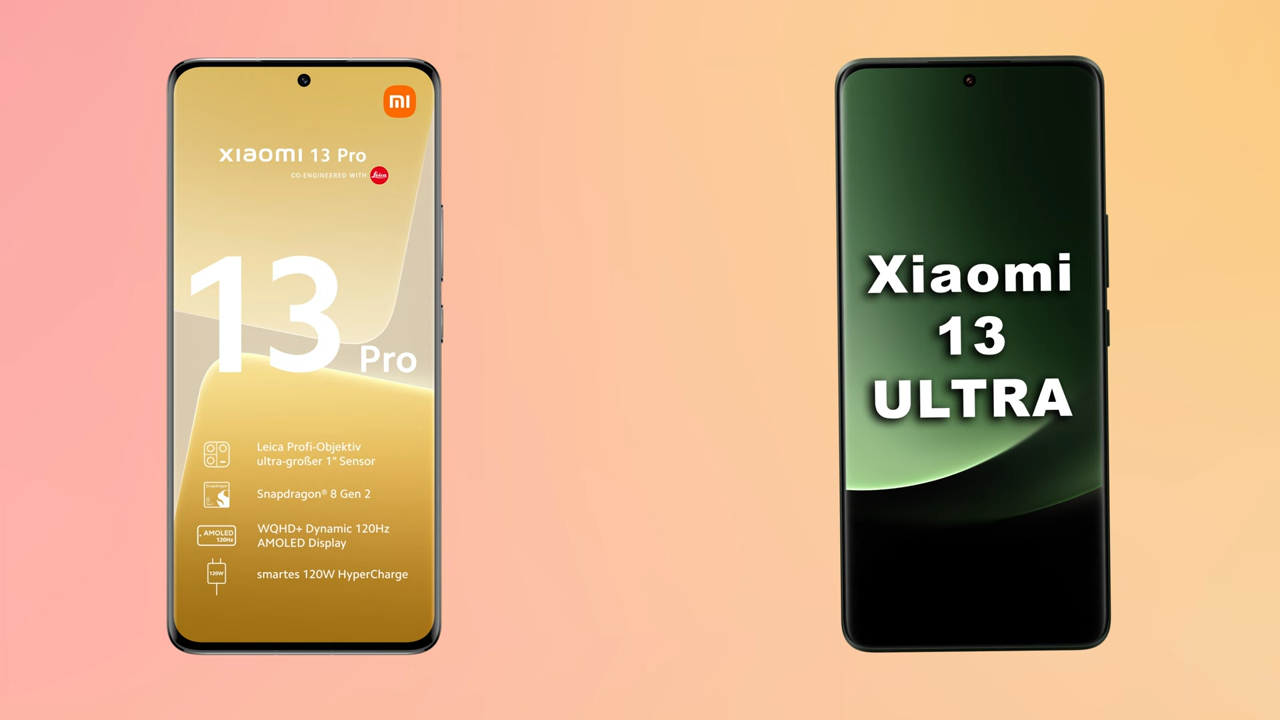 mi
xiaomi 13 Pro
CO-ENGINEERED WITH Leica
13 Pro
Leica Profi-Objektiv
ultra-großer 1" Sensor
Snapdragon
Snapdragon® 8 Gen 2
AMOLED
120Hz
WQHD+ Dynamic 120Hz
AMOLED Display
120W
smartes 120W HyperCharge
Xiaomi
13
ULTRA